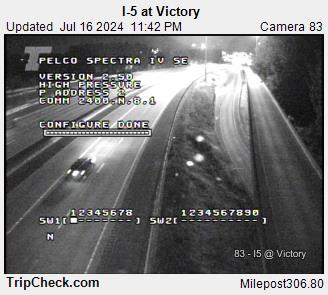 I-5 at Victory
Updated Jul 16 2024 11:42 PM Camera 83
PELCO SPECTRA IV SE
VERSION 2.50
HIGH PRESSURE
P ADDRESS 2
COMM 2400,N,8,1
CONFIGURE DONE
12345678 1234567890
SW1[■-------] SW2[----------]
N
83 - I5 @ Victory
TripCheck.com Milepost306.80